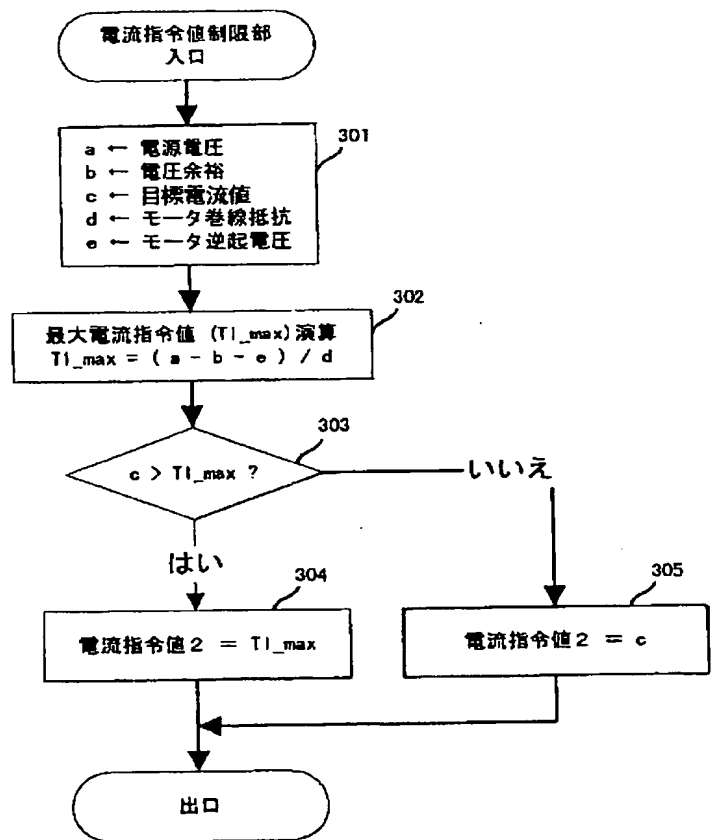 電流指令値制限部
入口
301
a ← 電源電圧
b ← 電圧余裕
c ← 目標電流値
d ← モータ巻線抵抗
e ← モータ逆起電圧
302
最大電流指令値 (TI_max) 演算
TI_max = ( a - b - e ) / d
303
c > TI_max ?
いいえ
はい
304
電流指令値2 = TI_max
305
電流指令値2 = c
出口